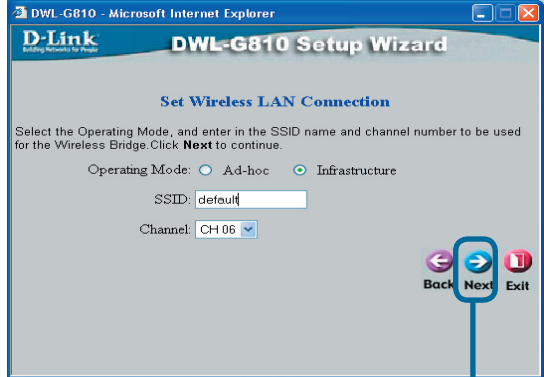 DWL-G810 - Microsoft Internet Explorer
D-Link
Building Networks for People
DWL-G810 Setup Wizard
Set Wireless LAN Connection
Select the Operating Mode, and enter in the SSID name and channel number to be used
for the Wireless Bridge.Click Next to continue.
Operating Mode: Ad-hoc Infrastructure
SSID: default
Channel: CH 06
Back Next Exit